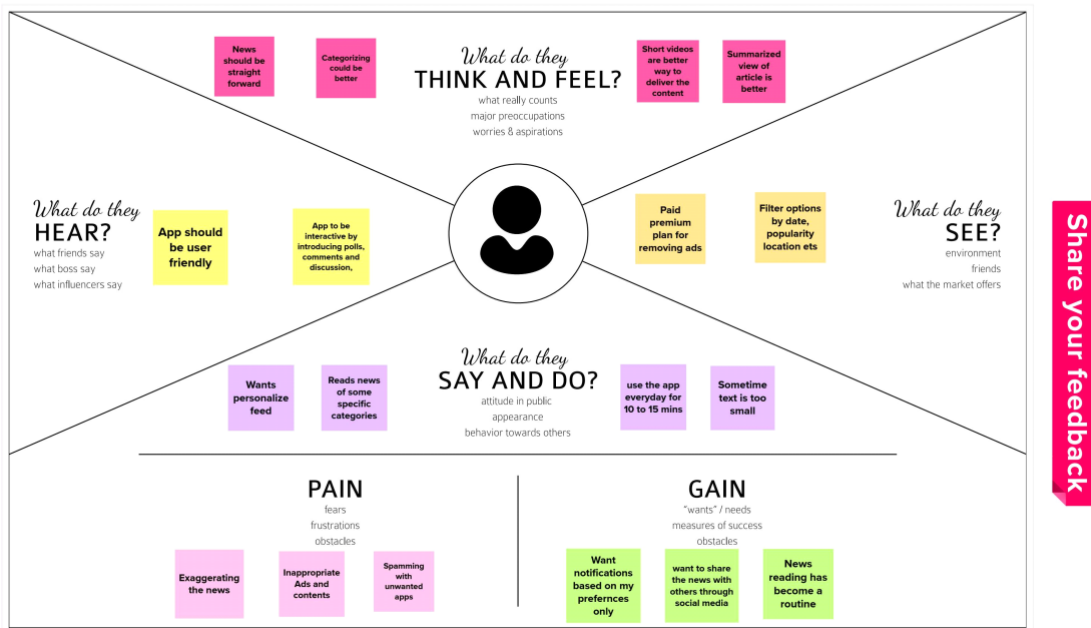 What do they
THINK AND FEEL?
what really counts
major preoccupations
worries & aspirations
News
should be
straight
forward
Categorizing
could be
better
Short videos
are better
way to
deliver the
content
Summarized
view of
article is
better
What do they
HEAR?
what friends say
what boss say
what influencers say
App should
be user
friendly
App to be
interactive by
introducing polls,
comments and
discussion,
Paid
premium
plan for
removing ads
Filter options
by date,
popularity
location ets
What do they
SEE?
environment
friends
what the market offers
What do they
SAY AND DO?
attitude in public
appearance
behavior towards others
Wants
personalize
feed
Reads news
of some
specific
categories
use the app
everyday for
10 to 15 mins
Sometime
text is too
small
PAIN
fears
frustrations
obstacles
Exaggerating
the news
Inappropriate
Ads and
contents
Spamming
with
unwanted
apps
GAIN
"wants" / needs
measures of success
obstacles
Want
notifications
based on my
prefernces
only
want to share
the news with
others through
social media
News
reading has
become a
routine
Share your feedback